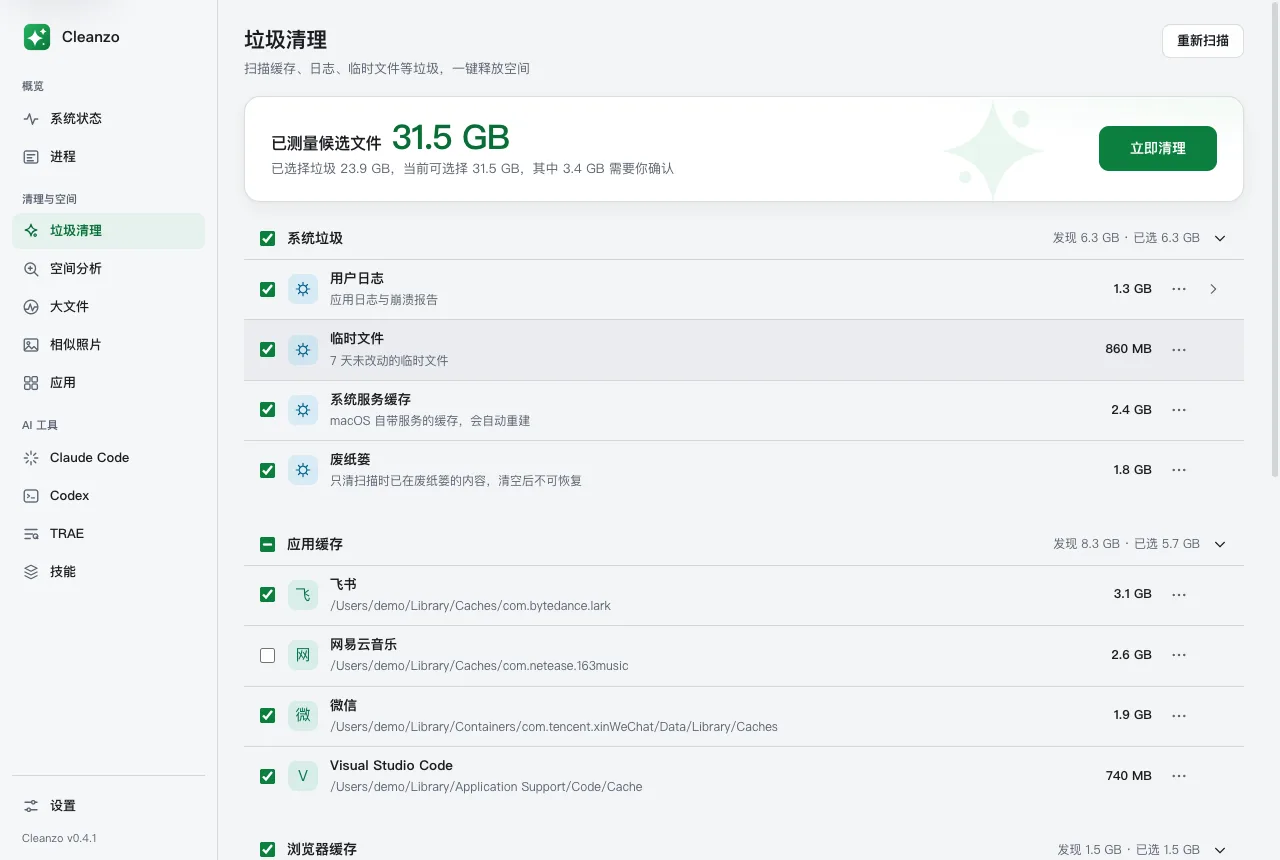 Cleanzo
概览
系统状态
进程
清理与空间
垃圾清理
空间分析
大文件
相似照片
应用
AI 工具
Claude Code
Codex
TRAE
技能
设置
Cleanzo v0.4.1
垃圾清理
重新扫描
扫描缓存、日志、临时文件等垃圾，一键释放空间
已测量候选文件 31.5 GB
已选择垃圾 23.9 GB，当前可选择 31.5 GB，其中 3.4 GB 需要你确认
立即清理
系统垃圾 发现 6.3 GB · 已选 6.3 GB
用户日志
应用日志与崩溃报告
1.3 GB
临时文件
7 天未改动的临时文件
860 MB
系统服务缓存
macOS 自带服务的缓存，会自动重建
2.4 GB
废纸篓
只清扫描时已在废纸篓的内容，清空后不可恢复
1.8 GB
应用缓存 发现 8.3 GB · 已选 5.7 GB
飞 飞书
/Users/demo/Library/Caches/com.bytedance.lark
3.1 GB
网 网易云音乐
/Users/demo/Library/Caches/com.netease.163music
2.6 GB
微 微信
/Users/demo/Library/Containers/com.tencent.xinWeChat/Data/Library/Caches
1.9 GB
V Visual Studio Code
/Users/demo/Library/Application Support/Code/Cache
740 MB
浏览器缓存 发现 1.5 GB · 已选 1.5 GB